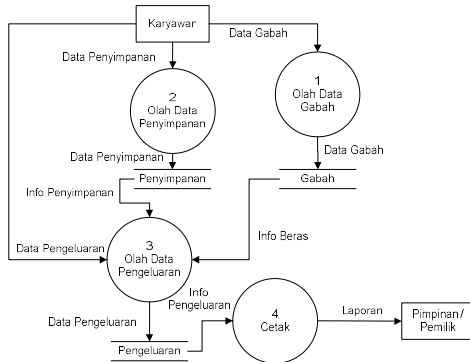 Karyawan
Data Gabah
Data Penyimpanan
1
Olah Data
Gabah
2
Olah Data
Penyimpanan
Data Penyimpanan
Data Gabah
Penyimpanan
Gabah
Info Penyimpanan
Data Pengeluaran
3
Olah Data
Pengeluaran
Info Beras
Info
Pengeluaran
Data Pengeluaran
4
Cetak
Laporan
Pimpinan/
Pemilik
Pengeluaran